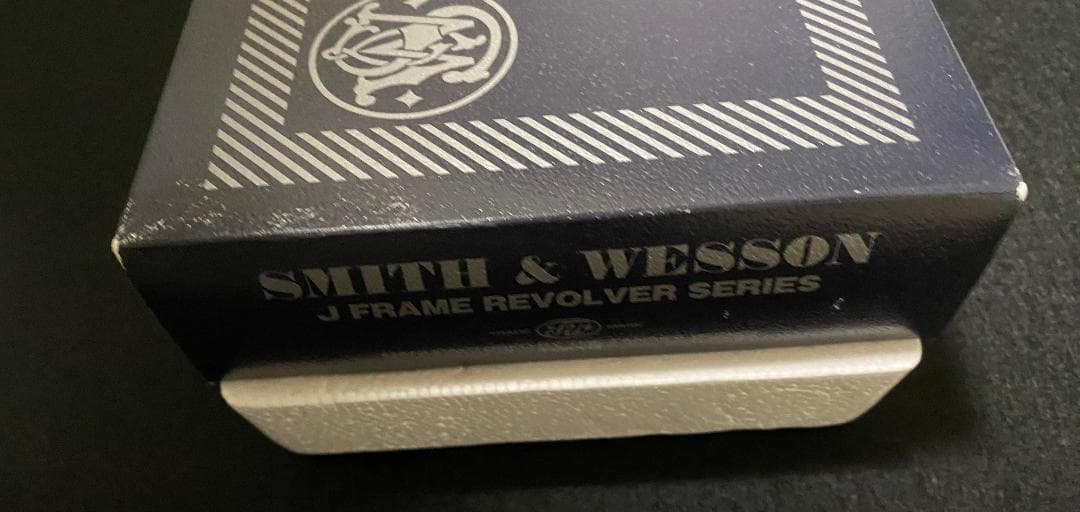 SMITH & WESSON
J FRAME REVOLVER SERIES